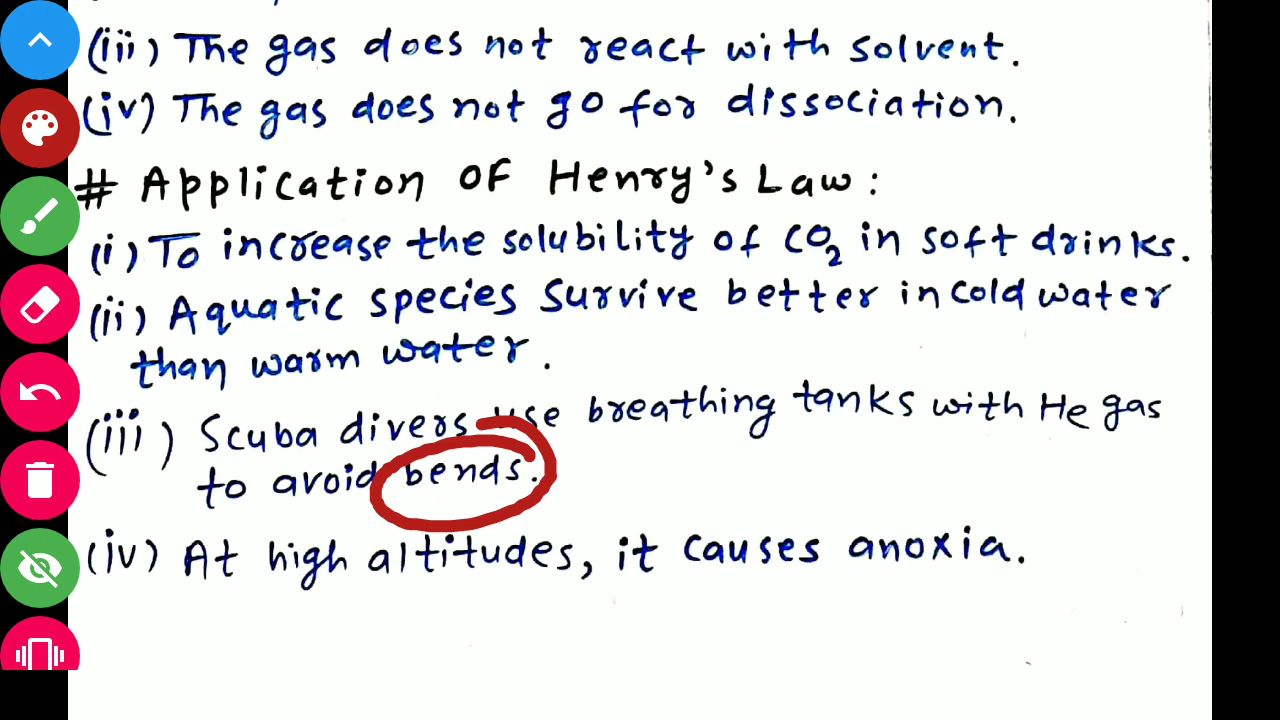 (iii) The gas does not react with solvent.
(iv) The gas does not go for dissociation.
# Application of Henry's Law:
(i) To increase the solubility of CO₂ in soft drinks.
(ii) Aquatic species survive better in cold water
than warm water.
(iii) Scuba divers use breathing tanks with He gas
to avoid bends.
(iv) At high altitudes, it causes anoxia.